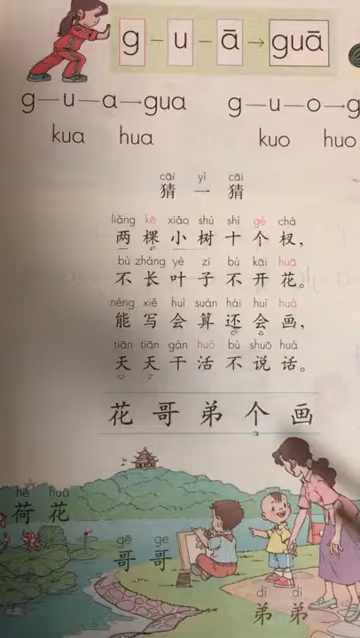 g — u — ā → guā
g—u—a→gua g—u—o→g
kua hua kuo huo
cāi yì cāi
猜 一 猜
liǎng kē xiǎo shù shí gè chà
两 棵 小 树 十 个 杈，
bù zhǎng yè zi bù kāi huā
不 长 叶 子 不 开 花。
néng xiě huì suàn hái huì huà
能 写 会 算 还 会 画，
tiān tiān gàn huó bù shuō huà
天 天 干 活 不 说 话。
花 哥 弟 个 画
hé huā
荷 花
gē ge
哥 哥
dì di
弟 弟